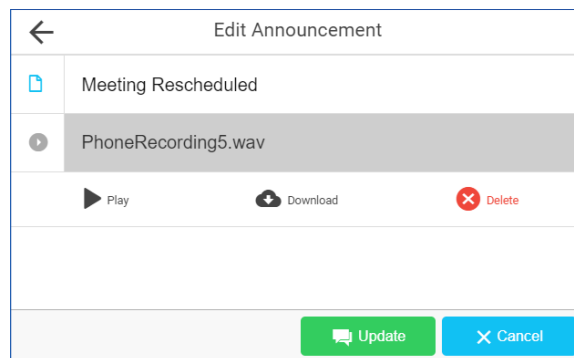 Edit Announcement
Meeting Rescheduled
PhoneRecording5.wav
Play Download Delete
Update Cancel